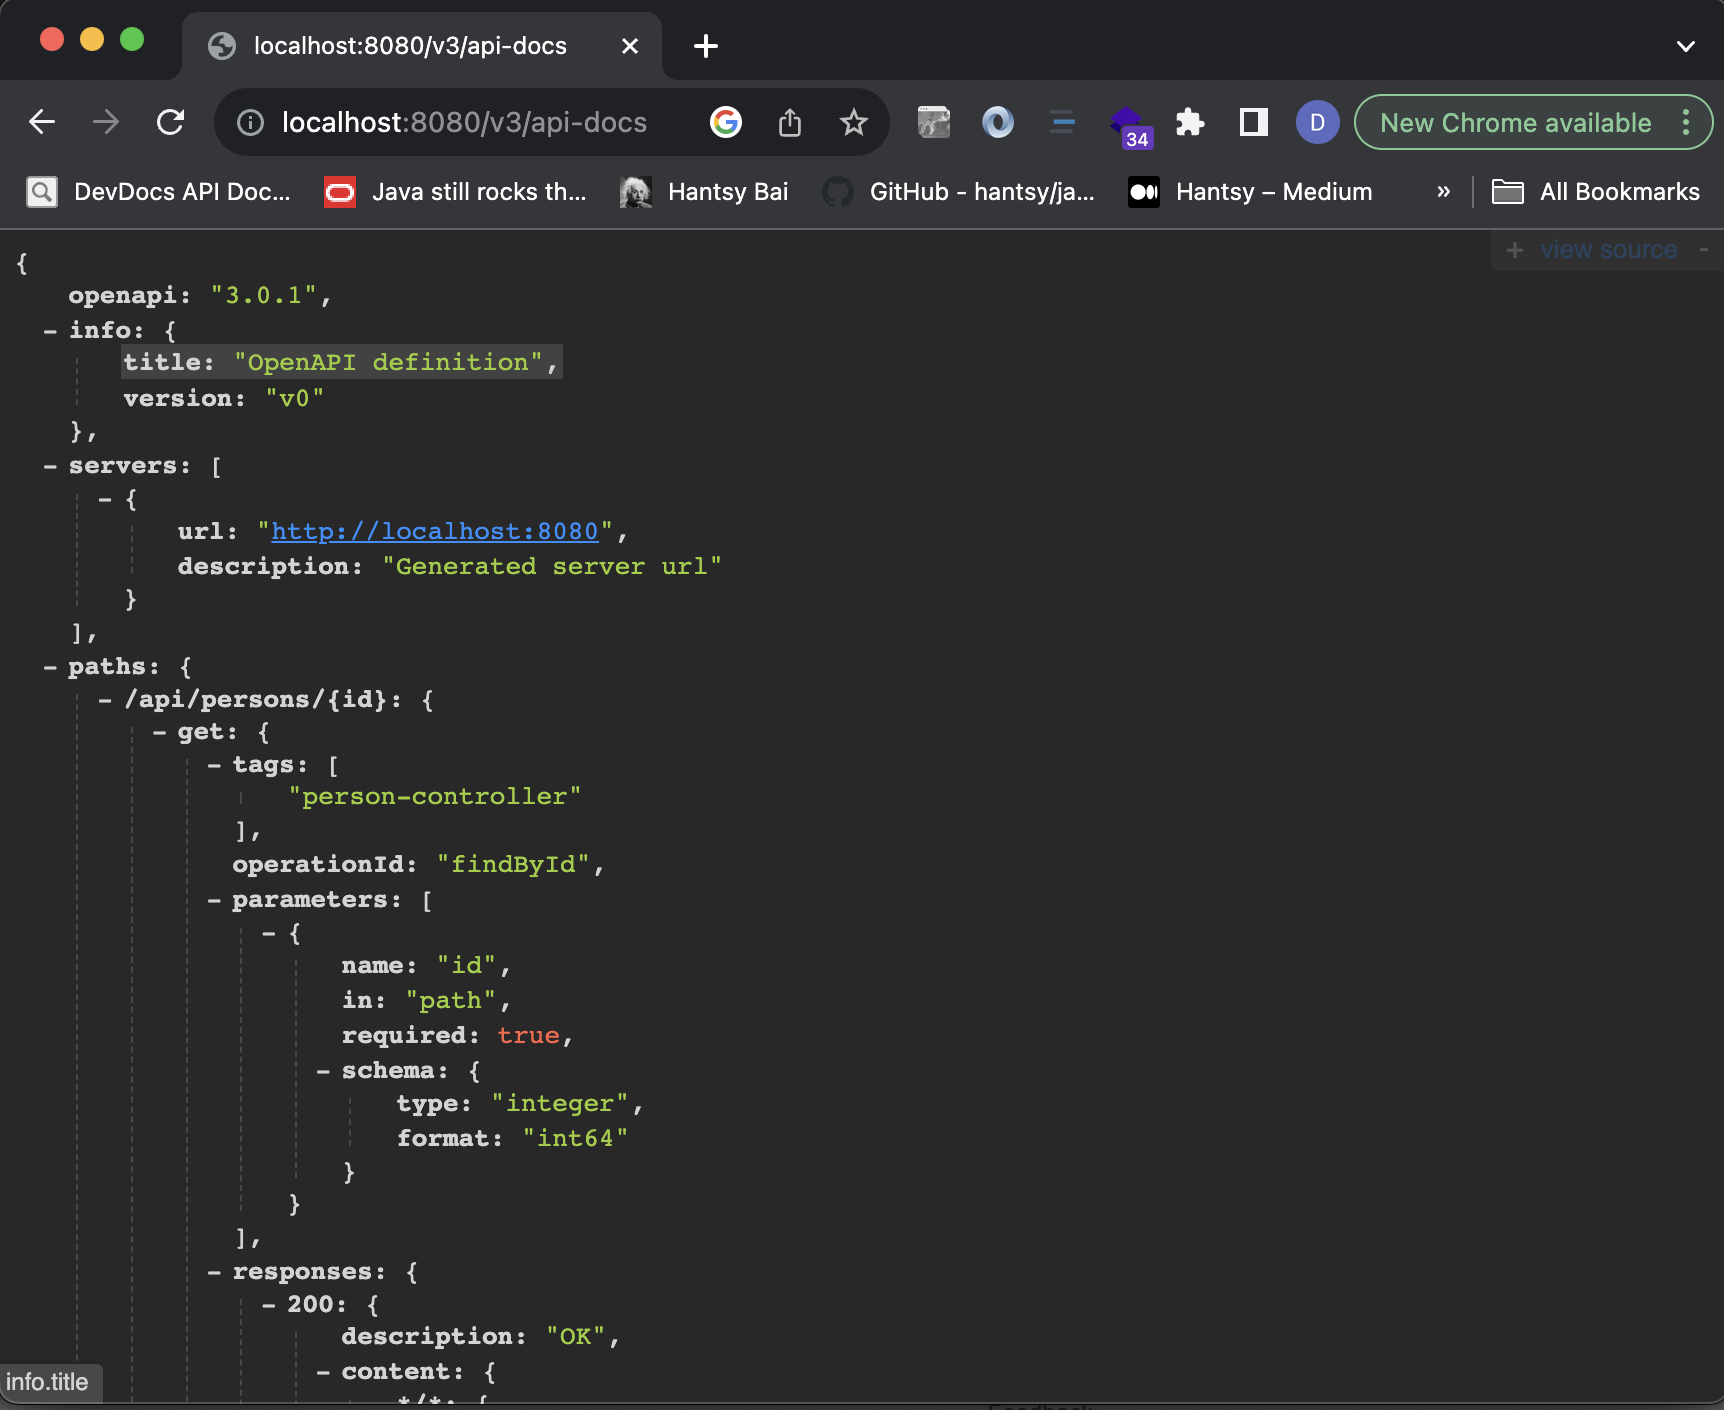 localhost:8080/v3/api-docs
localhost:8080/v3/api-docs
34
D
New Chrome available
DevDocs API Doc...
Java still rocks th...
Hantsy Bai
GitHub - hantsy/ja...
Hantsy – Medium
»
All Bookmarks
+ view source -
{
openapi: "3.0.1",
- info: {
title: "OpenAPI definition",
version: "v0"
},
- servers: [
- {
url: "http://localhost:8080",
description: "Generated server url"
}
],
- paths: {
- /api/persons/{id}: {
- get: {
- tags: [
"person-controller"
],
operationId: "findById",
- parameters: [
- {
name: "id",
in: "path",
required: true,
- schema: {
type: "integer",
format: "int64"
}
}
],
- responses: {
- 200: {
description: "OK",
- content: {
*/*: {
info.title